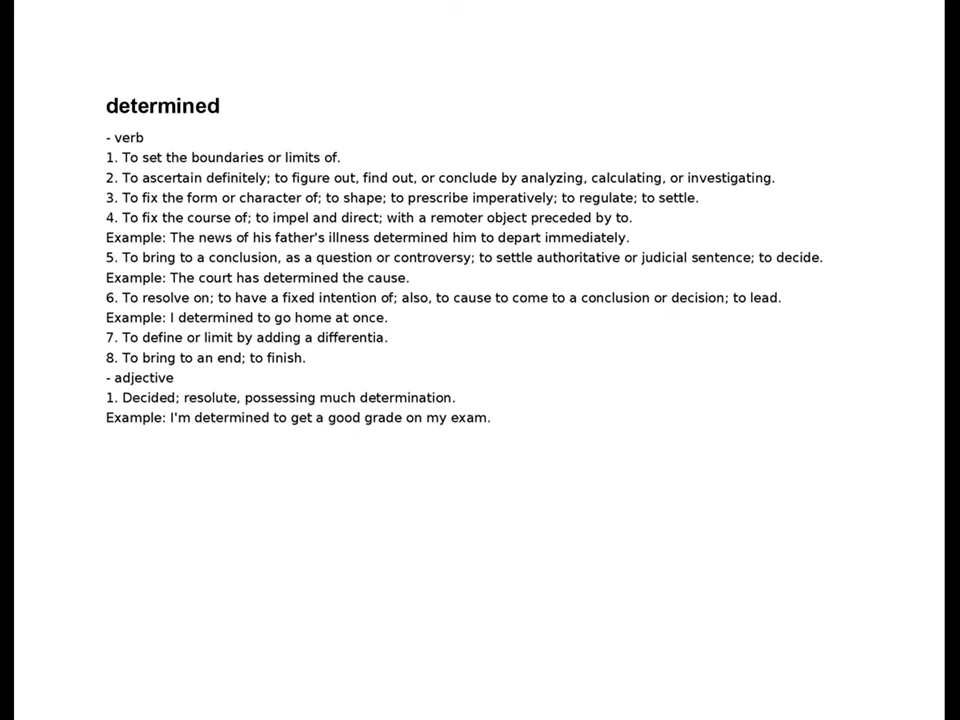 determined
- verb
1. To set the boundaries or limits of.
2. To ascertain definitely; to figure out, find out, or conclude by analyzing, calculating, or investigating.
3. To fix the form or character of; to shape; to prescribe imperatively; to regulate; to settle.
4. To fix the course of; to impel and direct; with a remoter object preceded by to.
Example: The news of his father's illness determined him to depart immediately.
5. To bring to a conclusion, as a question or controversy; to settle authoritative or judicial sentence; to decide.
Example: The court has determined the cause.
6. To resolve on; to have a fixed intention of; also, to cause to come to a conclusion or decision; to lead.
Example: I determined to go home at once.
7. To define or limit by adding a differentia.
8. To bring to an end; to finish.
- adjective
1. Decided; resolute, possessing much determination.
Example: I'm determined to get a good grade on my exam.